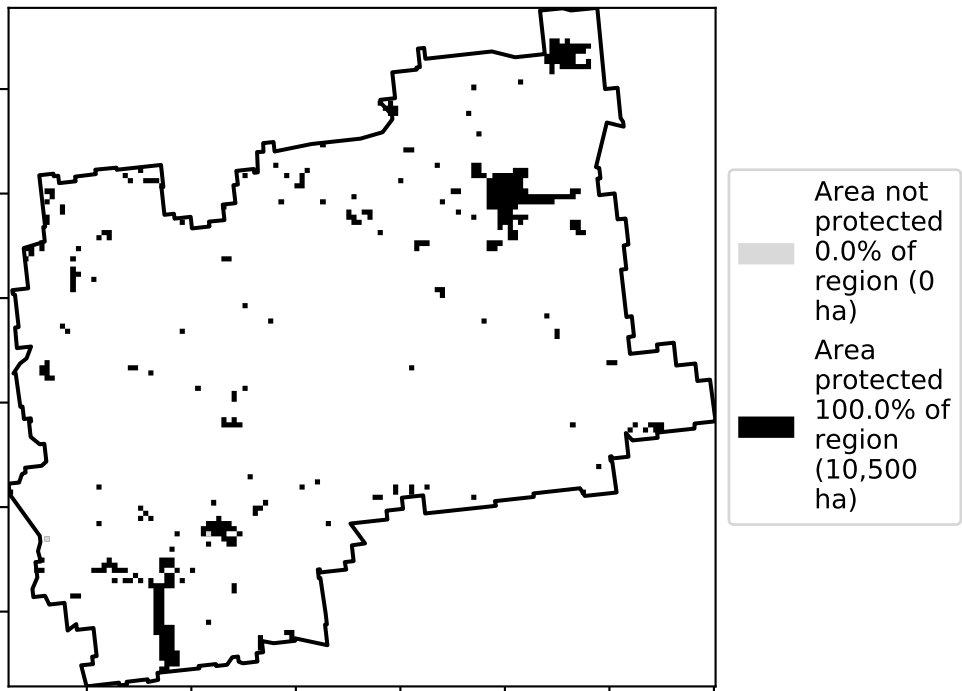 Area not
protected
0.0% of
region (0
ha)
Area
protected
100.0% of
region
(10,500
ha)